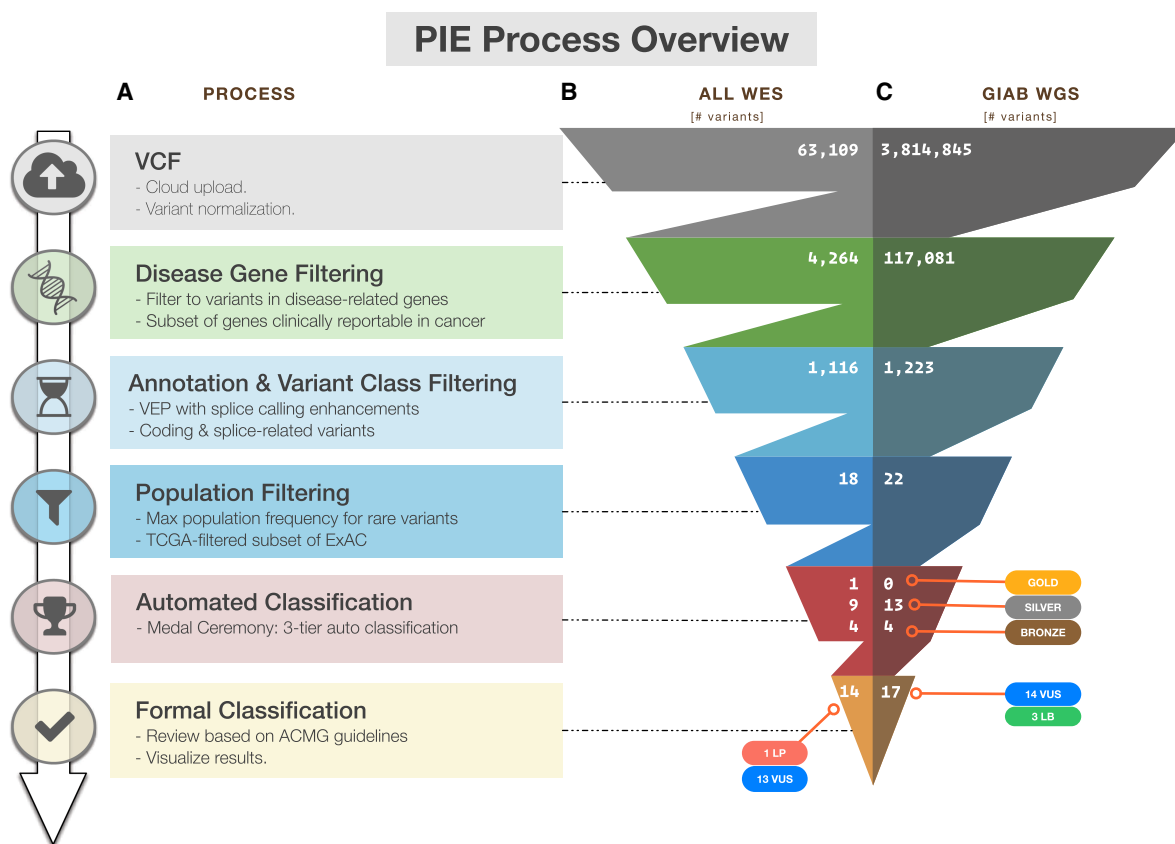 PIE Process Overview
A PROCESS
B ALL WES
[# variants]
C GIAB WGS
[# variants]
VCF
- Cloud upload.
- Variant normalization.
63,109 3,814,845
Disease Gene Filtering
- Filter to variants in disease-related genes
- Subset of genes clinically reportable in cancer
4,264 117,081
Annotation & Variant Class Filtering
- VEP with splice calling enhancements
- Coding & splice-related variants
1,116 1,223
Population Filtering
- Max population frequency for rare variants
- TCGA-filtered subset of ExAC
18 22
Automated Classification
- Medal Ceremony: 3-tier auto classification
1 0 GOLD
9 13 SILVER
4 4 BRONZE
Formal Classification
- Review based on ACMG guidelines
- Visualize results.
14 17
14 VUS
3 LB
1 LP
13 VUS